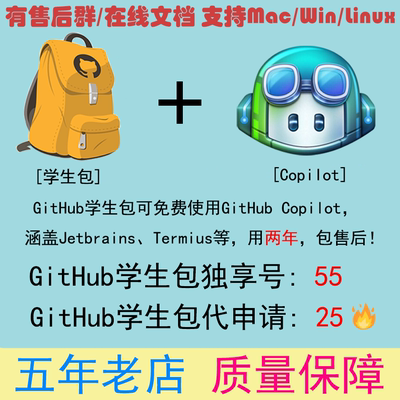 有售后群/在线文档 支持Mac/Win/Linux
[学生包]
[Copilot]
GitHub学生包可免费使用GitHub Copilot,
涵盖Jetbrains、Termius等，用两年，包售后!
GitHub学生包独享号: 55
GitHub学生包代申请: 25
五年老店 质量保障